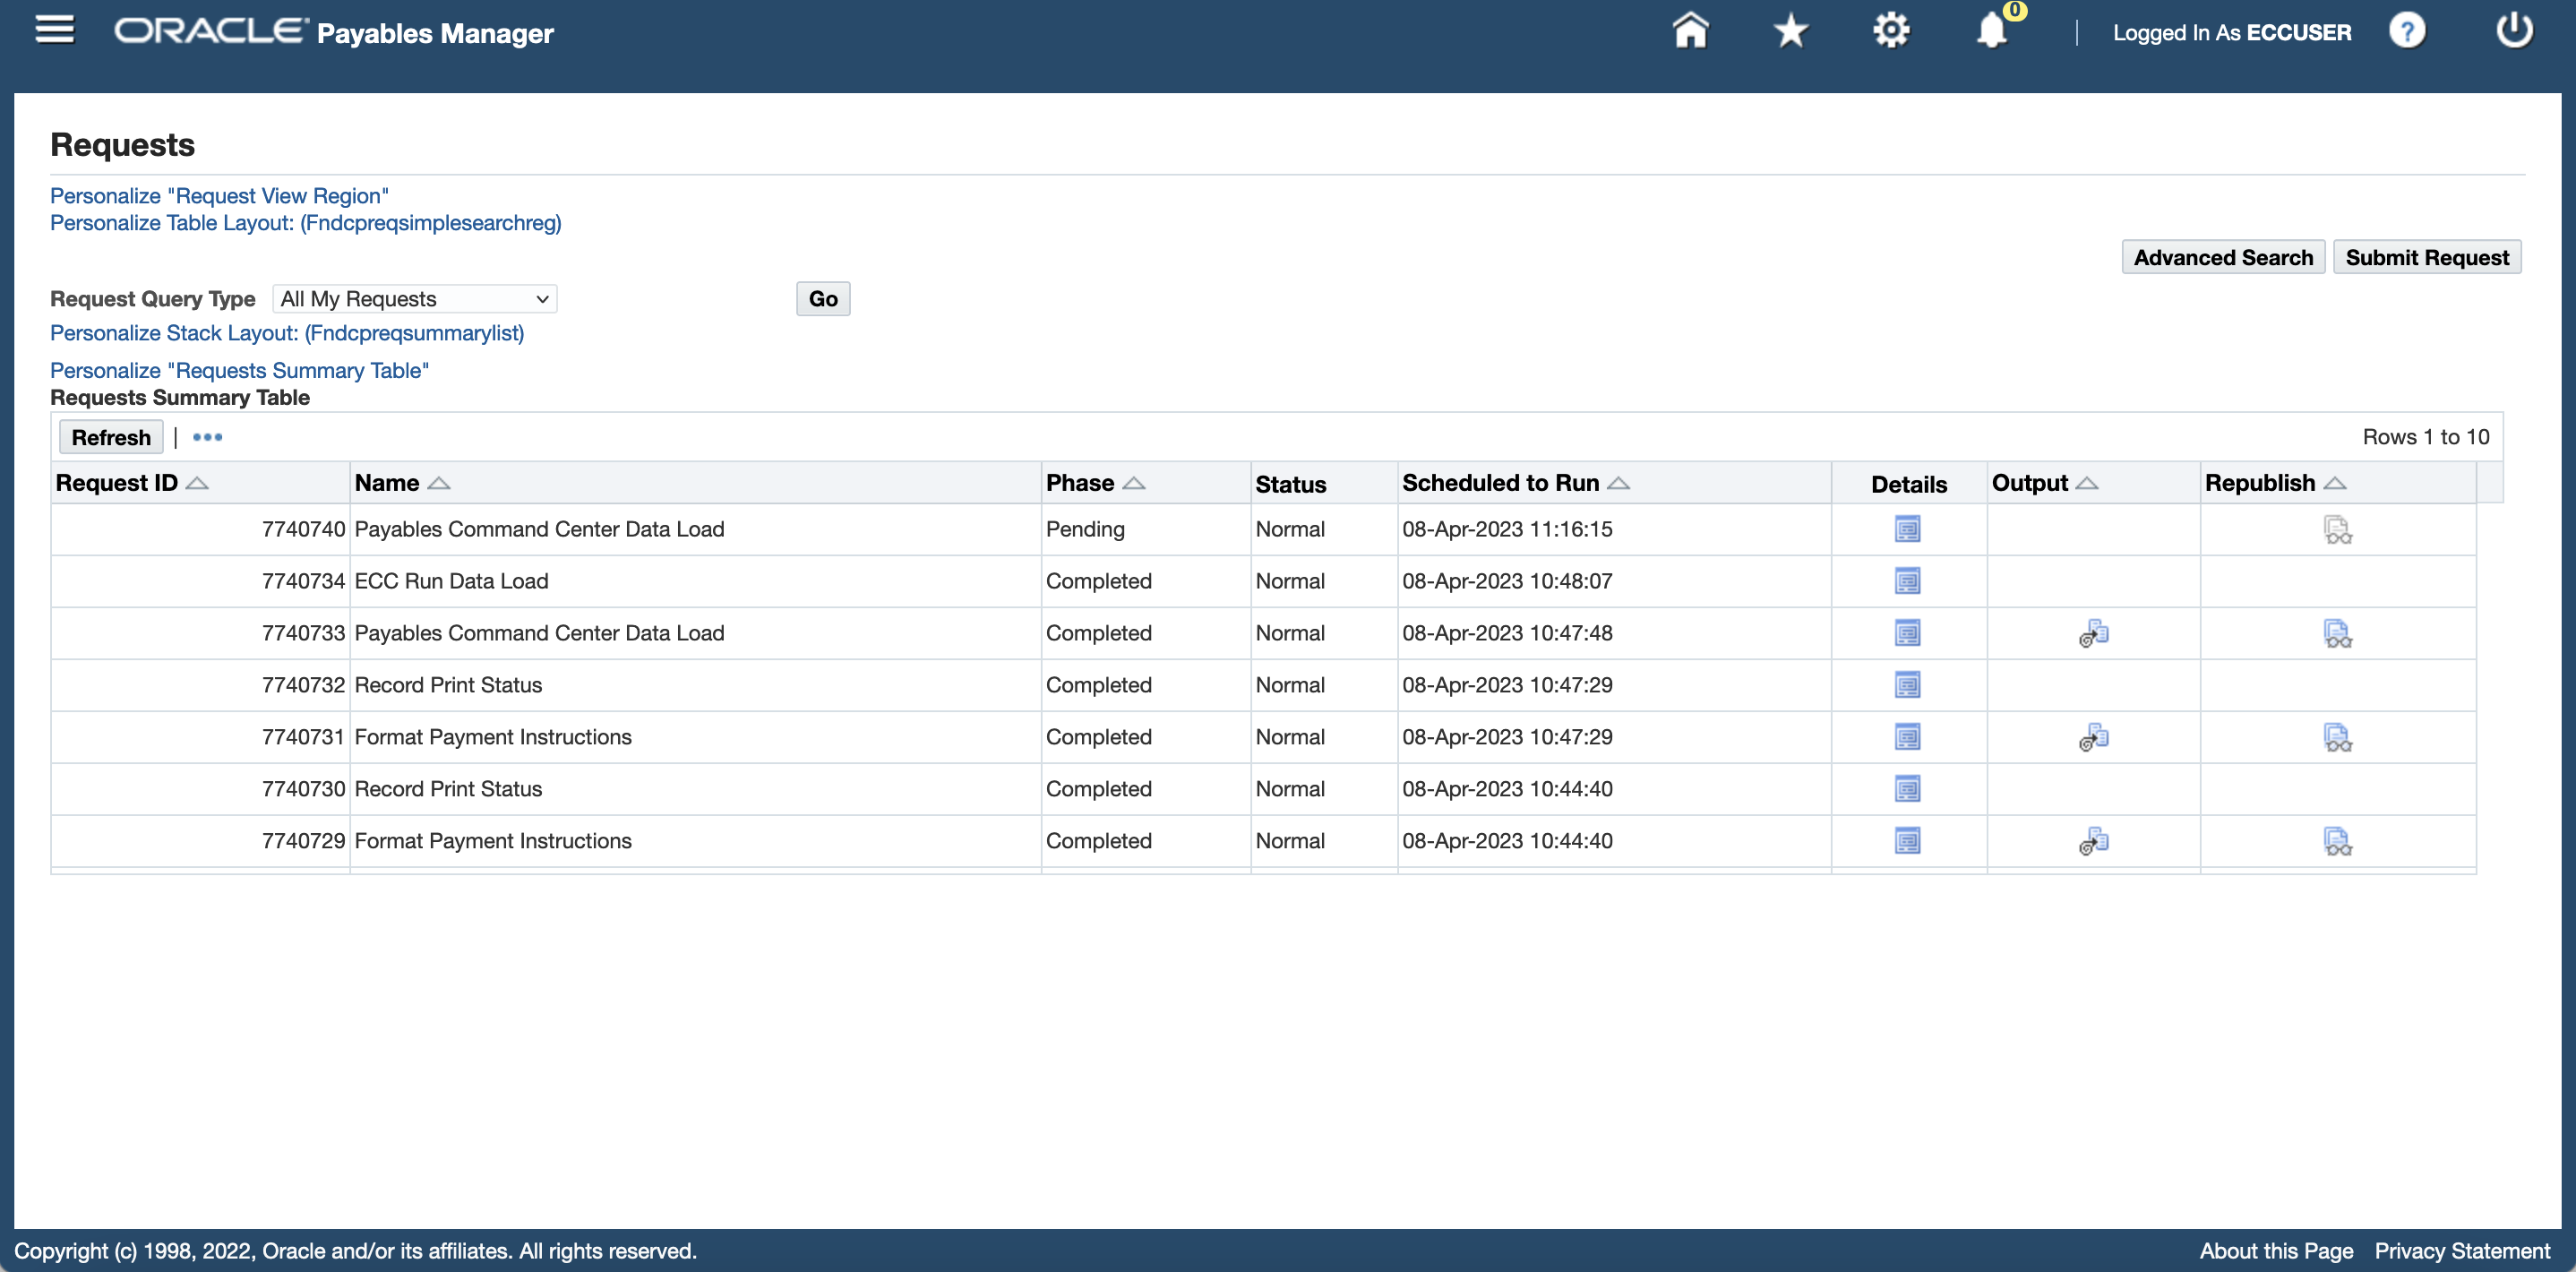 ORACLE Payables Manager 0 Logged In As ECCUSER ?
Requests
Personalize "Request View Region"
Personalize Table Layout: (Fndcpreqsimplesearchreg)
Advanced Search Submit Request
Request Query Type All My Requests Go
Personalize Stack Layout: (Fndcpreqsummarylist)
Personalize "Requests Summary Table"
Requests Summary Table
Refresh | ••• Rows 1 to 10
Request ID Name Phase Status Scheduled to Run Details Output Republish
7740740 Payables Command Center Data Load Pending Normal 08-Apr-2023 11:16:15
7740734 ECC Run Data Load Completed Normal 08-Apr-2023 10:48:07
7740733 Payables Command Center Data Load Completed Normal 08-Apr-2023 10:47:48
7740732 Record Print Status Completed Normal 08-Apr-2023 10:47:29
7740731 Format Payment Instructions Completed Normal 08-Apr-2023 10:47:29
7740730 Record Print Status Completed Normal 08-Apr-2023 10:44:40
7740729 Format Payment Instructions Completed Normal 08-Apr-2023 10:44:40
Copyright (c) 1998, 2022, Oracle and/or its affiliates. All rights reserved. About this Page Privacy Statement